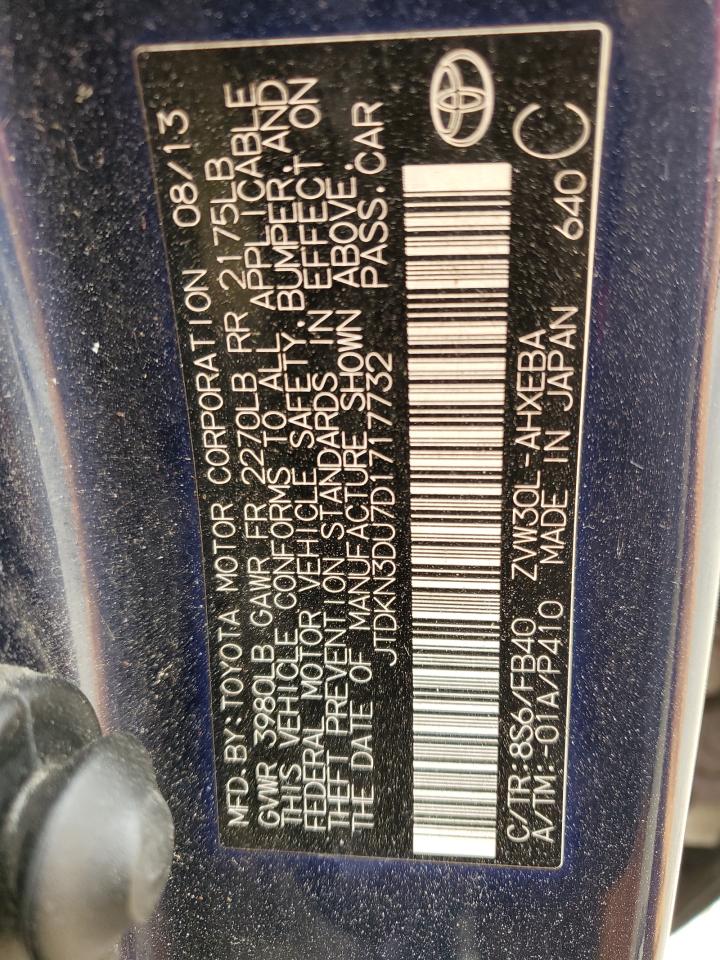 MFD. BY: TOYOTA MOTOR CORPORATION 08/13
GVWR 3980LB GAWR FR 2270LB RR 2175LB
THIS VEHICLE CONFORMS TO ALL APPLICABLE
FEDERAL MOTOR VEHICLE SAFETY, BUMPER, AND
THEFT PREVENTION STANDARDS IN EFFECT ON
THE DATE OF MANUFACTURE SHOWN ABOVE.
JTDKN3DU7D1717732 PASS. CAR
C/TR: 8S6/FB40 ZVW30L-AHXEBA 640 C
A/TM: -01A/P410 MADE IN JAPAN